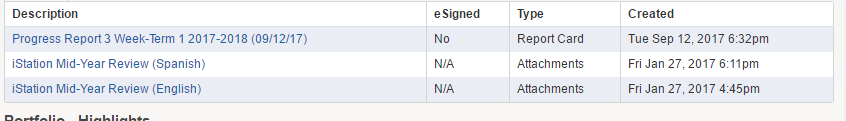 Description eSigned Type Created
Progress Report 3 Week-Term 1 2017-2018 (09/12/17) No Report Card Tue Sep 12, 2017 6:32pm
iStation Mid-Year Review (Spanish) N/A Attachments Fri Jan 27, 2017 6:11pm
iStation Mid-Year Review (English) N/A Attachments Fri Jan 27, 2017 4:45pm
Portfolio - Highlights